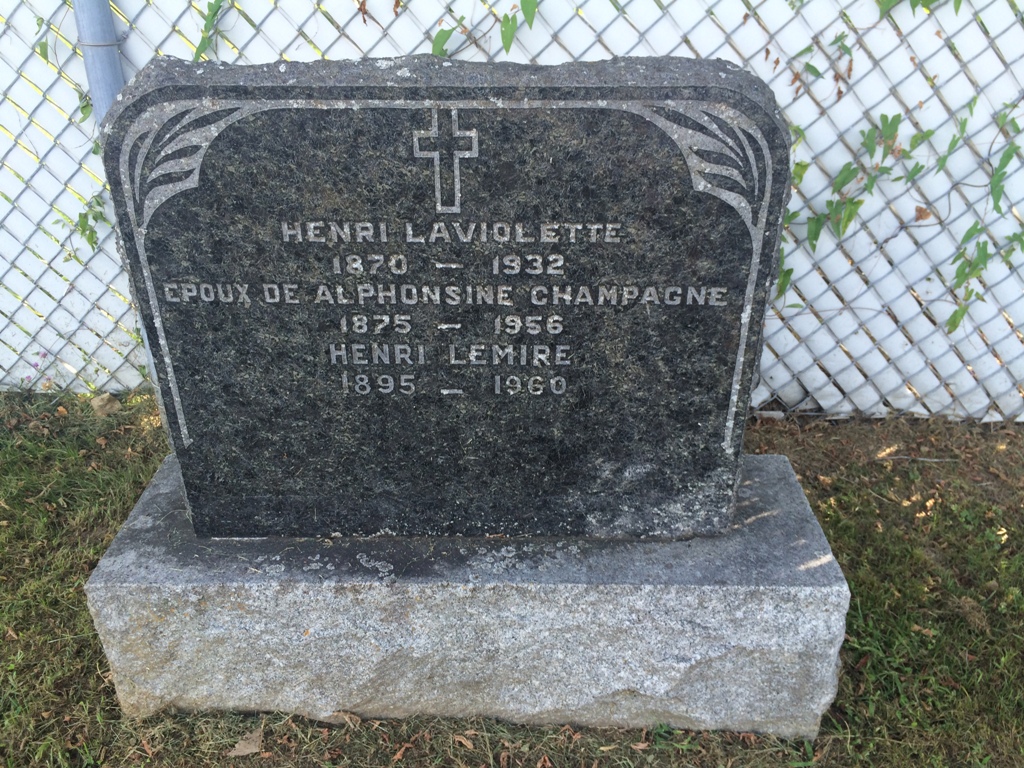 HENRI LAVIOLETTE
1870 — 1932
EPOUX DE ALPHONSINE CHAMPAGNE
1875 — 1956
HENRI LEMIRE
1895 — 1960